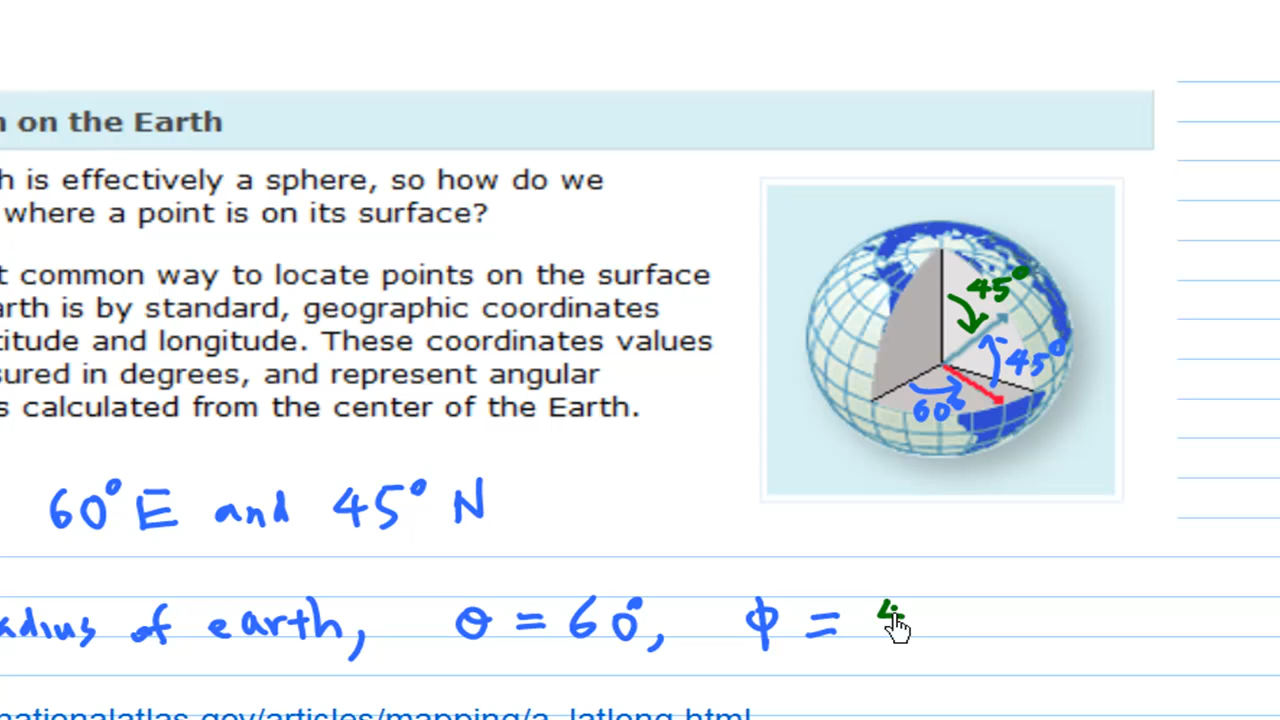 n on the Earth
h is effectively a sphere, so how do we
where a point is on its surface?
t common way to locate points on the surface
arth is by standard, geographic coordinates
titude and longitude. These coordinates values
sured in degrees, and represent angular
s calculated from the center of the Earth.
45°
45°
60°
60° E and 45° N
adius of earth, θ = 60°, φ = 4
nationalatlas.gov/articles/mapping/a_latlong.html